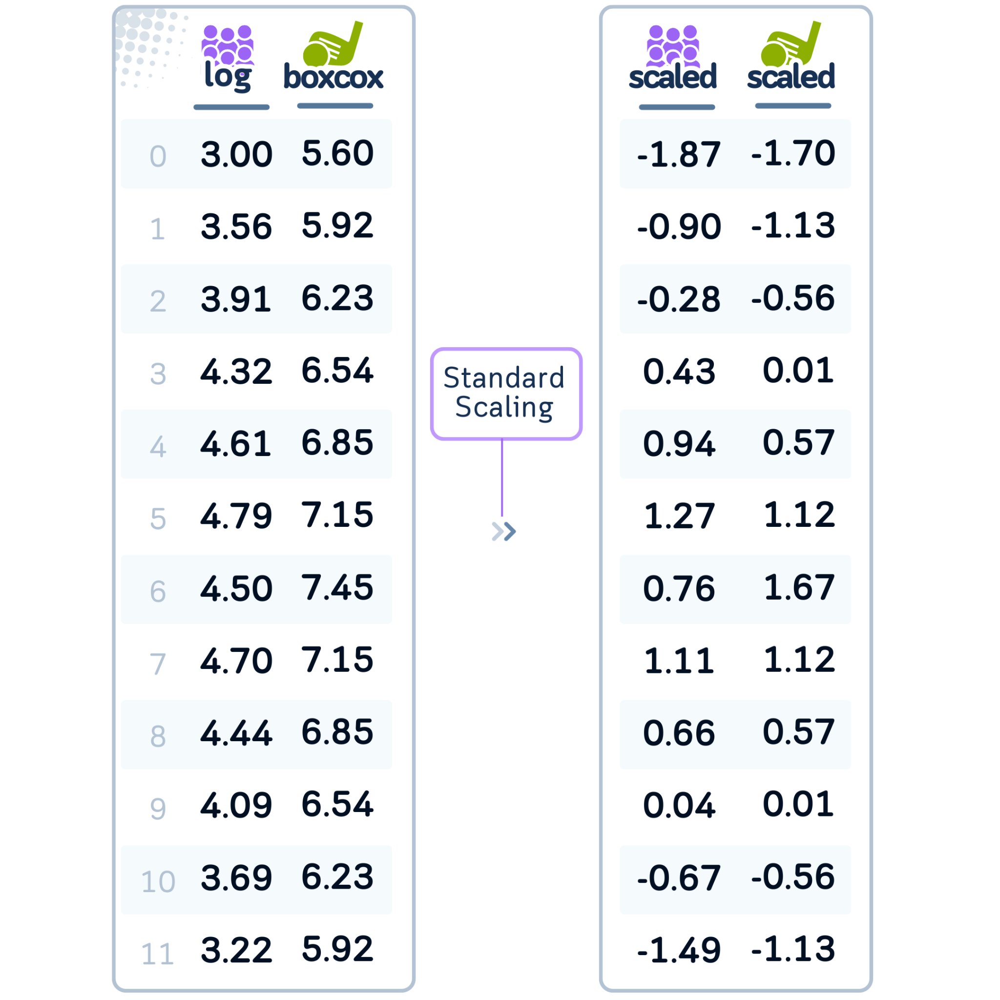 log boxcox scaled scaled
0 3.00 5.60 -1.87 -1.70
1 3.56 5.92 -0.90 -1.13
2 3.91 6.23 -0.28 -0.56
3 4.32 6.54 0.43 0.01
Standard
Scaling
4 4.61 6.85 0.94 0.57
5 4.79 7.15 1.27 1.12
6 4.50 7.45 0.76 1.67
7 4.70 7.15 1.11 1.12
8 4.44 6.85 0.66 0.57
9 4.09 6.54 0.04 0.01
10 3.69 6.23 -0.67 -0.56
11 3.22 5.92 -1.49 -1.13